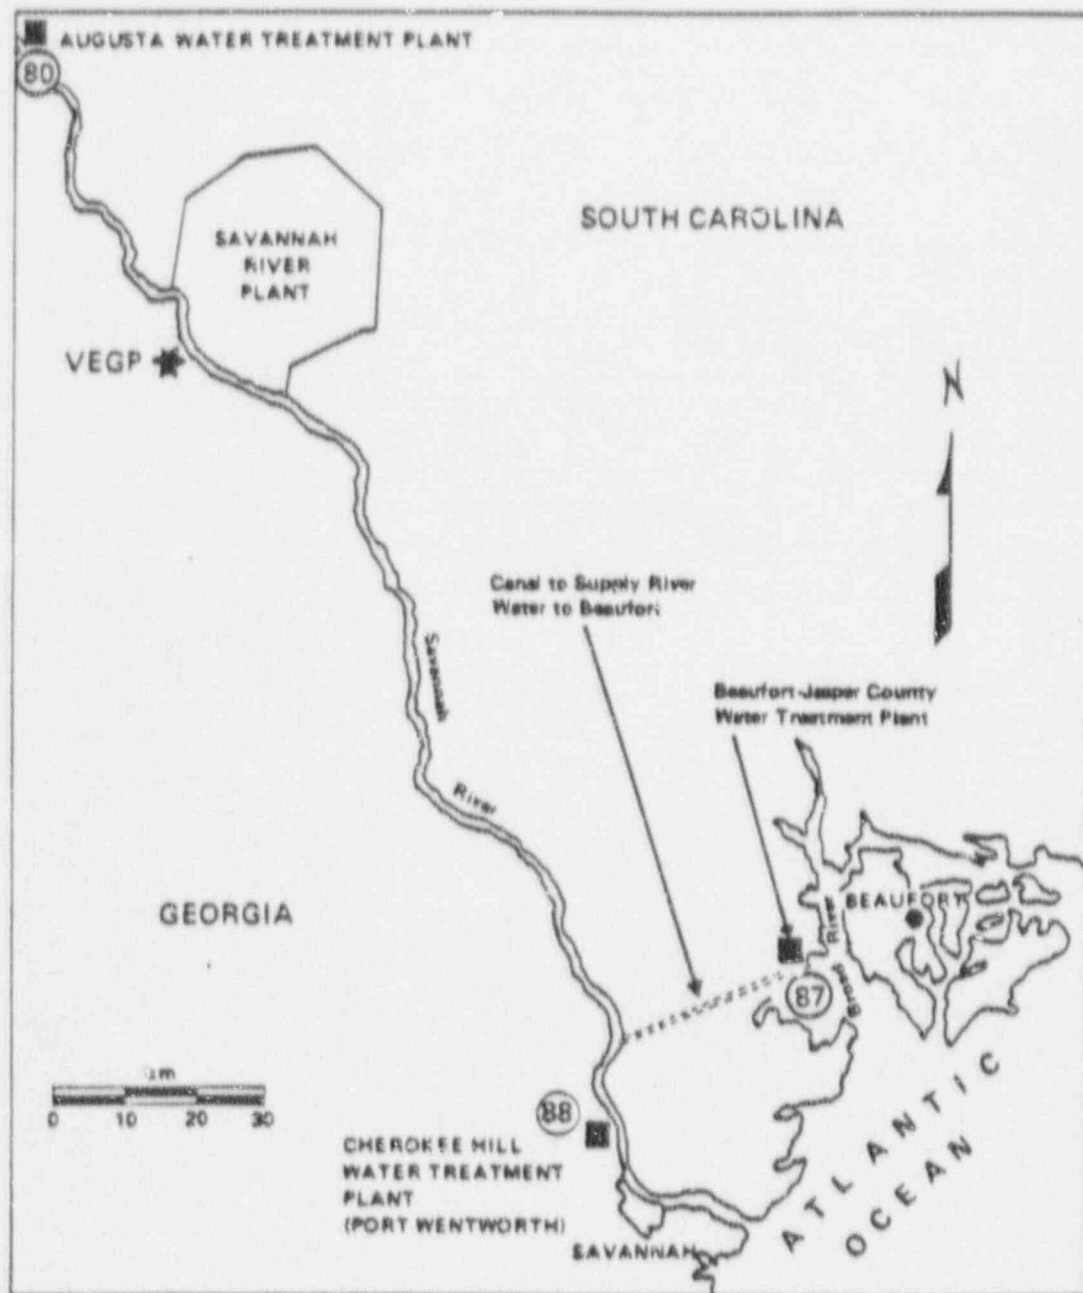 AUGUSTA WATER TREATMENT PLANT
80
SOUTH CAROLINA
SAVANNAH
RIVER
PLANT
VEGP
N
Canal to Supply River
Water to Beaufort
Savannah
Beaufort-Jasper County
Water Treatment Plant
River
GEORGIA
BEAUFORT
Broad River
87
0 10 20 30
88
CHEROKEE HILL
WATER TREATMENT
PLANT
(PORT WENTWORTH)
SAVANNAH
ATLANTIC
OCEAN